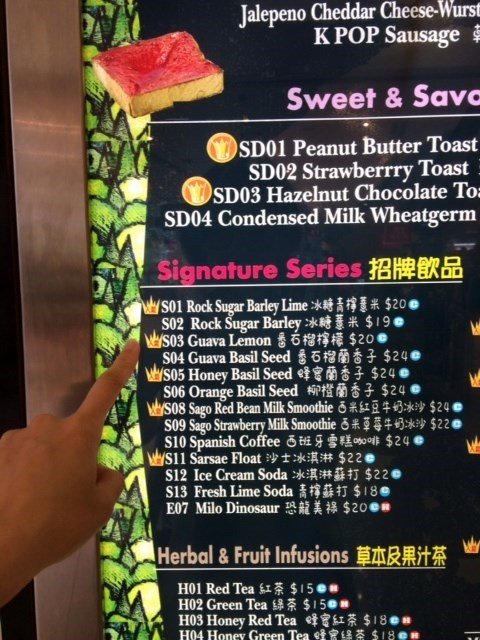 Jalepeno Cheddar Cheese-Wurst
K POP Sausage
Sweet & Savo
SD01 Peanut Butter Toast
SD02 Strawberrry Toast
SD03 Hazelnut Chocolate Toa
SD04 Condensed Milk Wheatgerm
Signature Series 招牌飲品
S01 Rock Sugar Barley Lime 冰糖青檸薏米 $20 C
S02 Rock Sugar Barley 冰糖薏米 $19 C
S03 Guava Lemon 番石榴檸檬 $20 C
S04 Guava Basil Seed 番石榴蘭香子 $24 C
S05 Honey Basil Seed 蜂蜜蘭香子 $24 C
S06 Orange Basil Seed 柳橙蘭香子 $24 C
S08 Sago Red Bean Milk Smoothie 西米紅豆牛奶冰沙 $24 C
S09 Sago Strawberry Milk Smoothie 西米草莓牛奶冰沙 $22 C
S10 Spanish Coffee 西班牙雪糕咖啡 $24 C
S11 Sarsae Float 沙士冰淇淋 $22 C
S12 Ice Cream Soda 冰淇淋蘇打 $22 C
S13 Fresh Lime Soda 青檸蘇打 $18 C
E07 Milo Dinosaur 恐龍美祿 $20 C H
Herbal & Fruit Infusions 草本及果汁茶
H01 Red Tea 紅茶 $15 C H
H02 Green Tea 綠茶 $15 C H
H03 Honey Red Tea 蜂蜜紅茶 $18 C H
H04 Honey Green Tea 蜂蜜綠茶 $18 C H